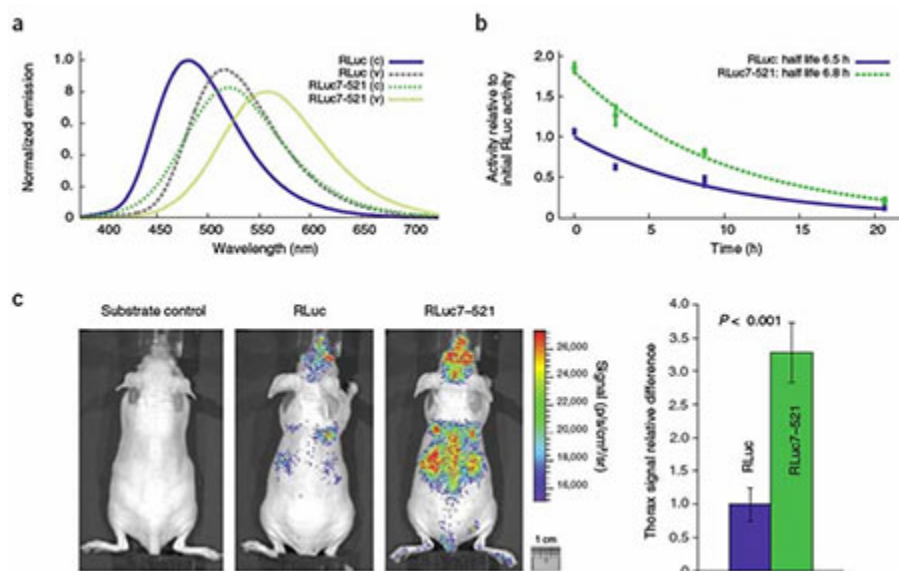 a
Normalized emission
1.0
8
0.
0.
0.
0
400
450
500
550
600
650
700
Wavelength (nm)
RLuc (c)
RLuc (v)
RLuc7-521 (c)
RLuc7-521 (v)
b
Activity relative to
initial RLuc activity
2.0
1.5
1.0
0.5
0
0
5
10
15
20
Time (h)
RLuc: half life 6.5 h
RLuc7-521: half life 6.8 h
c
Substrate control
RLuc
RLuc7–521
26,000
24,000
22,000
20,000
18,000
16,000
Signal (p/s/cm²/sr)
1 cm
Thorax signal relative difference
4.0
3.5
3.0
2.5
3.0
1.5
1.0
0.5
0.0
P < 0.001
RLuc
RLuc7–521